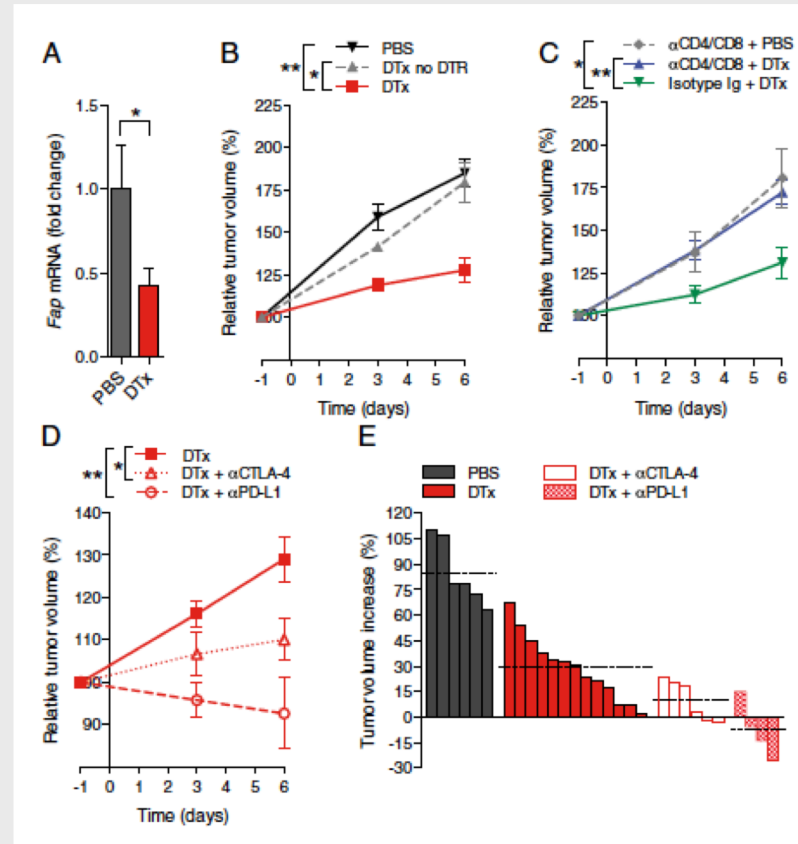 A
*
Fap mRNA (fold change)
1.5
1.0
0.5
0.0
PBS
DTx
B
PBS
DTx no DTR
DTx
**
*
Relative tumor volume (%)
225
200
175
150
125
100
-1 0 1 2 3 4 5 6
Time (days)
C
αCD4/CD8 + PBS
αCD4/CD8 + DTx
Isotype Ig + DTx
*
**
Relative tumor volume (%)
225
200
175
150
125
100
-1 0 1 2 3 4 5 6
Time (days)
D
DTx
DTx + αCTLA-4
DTx + αPD-L1
**
*
Relative tumor volume (%)
140
130
120
110
90
-1 0 1 2 3 4 5 6
Time (days)
E
PBS
DTx
DTx + αCTLA-4
DTx + αPD-L1
Tumor volume increase (%)
120
105
90
75
60
45
30
15
0
-15
-30